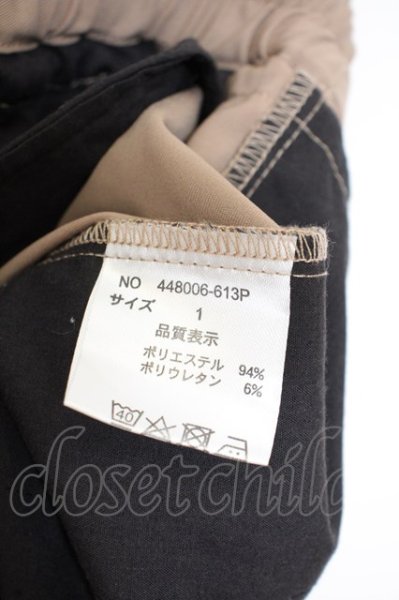 NO 448006-613P
サイズ 1
品質表示
ポリエステル 94%
ポリウレタン 6%
40
closetchild